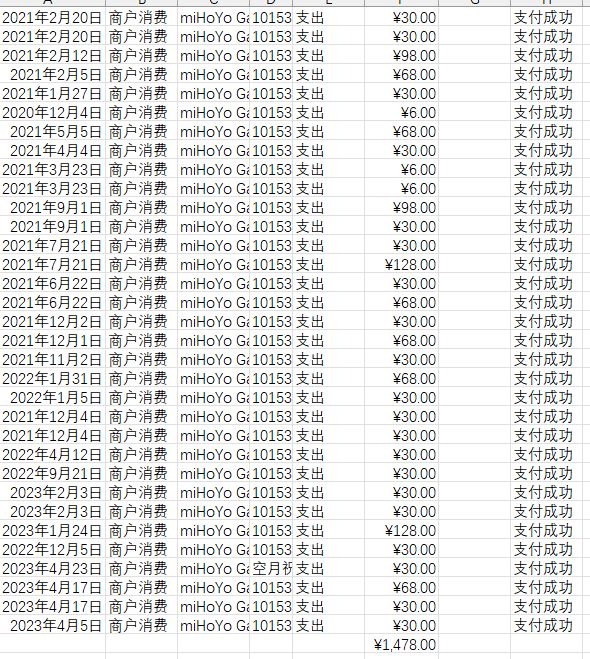 2021年2月20日 商户消费 miHoYo Ga 10153 支出 ¥30.00 支付成功
2021年2月20日 商户消费 miHoYo Ga 10153 支出 ¥30.00 支付成功
2021年2月12日 商户消费 miHoYo Ga 10153 支出 ¥98.00 支付成功
2021年2月5日 商户消费 miHoYo Ga 10153 支出 ¥68.00 支付成功
2021年1月27日 商户消费 miHoYo Ga 10153 支出 ¥30.00 支付成功
2020年12月4日 商户消费 miHoYo Ga 10153 支出 ¥6.00 支付成功
2021年5月5日 商户消费 miHoYo Ga 10153 支出 ¥68.00 支付成功
2021年4月4日 商户消费 miHoYo Ga 10153 支出 ¥30.00 支付成功
2021年3月23日 商户消费 miHoYo Ga 10153 支出 ¥6.00 支付成功
2021年3月23日 商户消费 miHoYo Ga 10153 支出 ¥6.00 支付成功
2021年9月1日 商户消费 miHoYo Ga 10153 支出 ¥98.00 支付成功
2021年9月1日 商户消费 miHoYo Ga 10153 支出 ¥30.00 支付成功
2021年7月21日 商户消费 miHoYo Ga 10153 支出 ¥30.00 支付成功
2021年7月21日 商户消费 miHoYo Ga 10153 支出 ¥128.00 支付成功
2021年6月22日 商户消费 miHoYo Ga 10153 支出 ¥30.00 支付成功
2021年6月22日 商户消费 miHoYo Ga 10153 支出 ¥68.00 支付成功
2021年12月2日 商户消费 miHoYo Ga 10153 支出 ¥30.00 支付成功
2021年12月1日 商户消费 miHoYo Ga 10153 支出 ¥68.00 支付成功
2021年11月2日 商户消费 miHoYo Ga 10153 支出 ¥30.00 支付成功
2022年1月31日 商户消费 miHoYo Ga 10153 支出 ¥68.00 支付成功
2022年1月5日 商户消费 miHoYo Ga 10153 支出 ¥30.00 支付成功
2021年12月4日 商户消费 miHoYo Ga 10153 支出 ¥30.00 支付成功
2021年12月4日 商户消费 miHoYo Ga 10153 支出 ¥30.00 支付成功
2022年4月12日 商户消费 miHoYo Ga 10153 支出 ¥30.00 支付成功
2022年9月21日 商户消费 miHoYo Ga 10153 支出 ¥30.00 支付成功
2023年2月3日 商户消费 miHoYo Ga 10153 支出 ¥30.00 支付成功
2023年2月3日 商户消费 miHoYo Ga 10153 支出 ¥30.00 支付成功
2023年1月24日 商户消费 miHoYo Ga 10153 支出 ¥128.00 支付成功
2022年12月5日 商户消费 miHoYo Ga 10153 支出 ¥30.00 支付成功
2023年4月23日 商户消费 miHoYo Ga 空月祝 支出 ¥30.00 支付成功
2023年4月17日 商户消费 miHoYo Ga 10153 支出 ¥68.00 支付成功
2023年4月17日 商户消费 miHoYo Ga 10153 支出 ¥30.00 支付成功
2023年4月5日 商户消费 miHoYo Ga 10153 支出 ¥30.00 支付成功
¥1,478.00